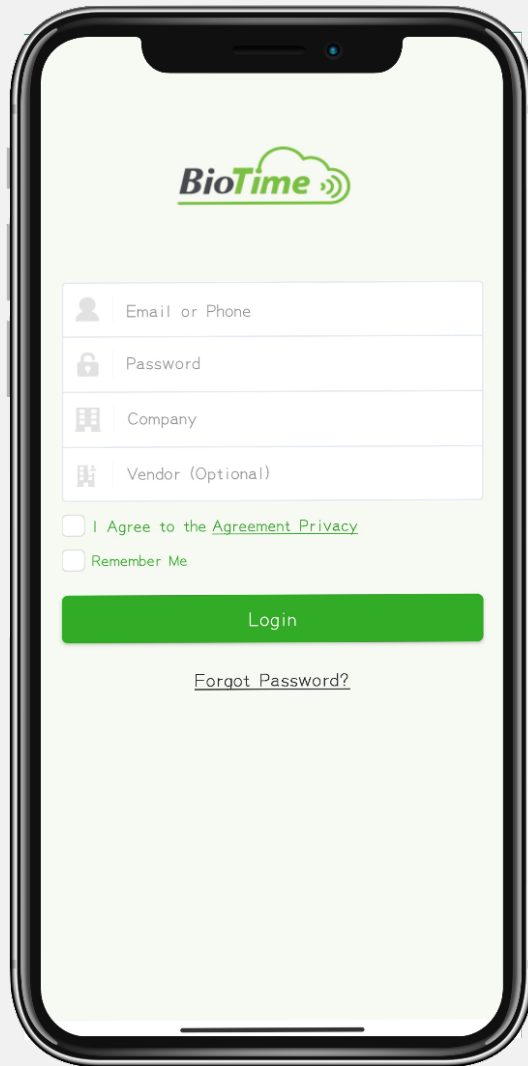 BioTime
Email or Phone
Password
Company
Vendor (Optional)
I Agree to the Agreement Privacy
Remember Me
Login
Forgot Password?